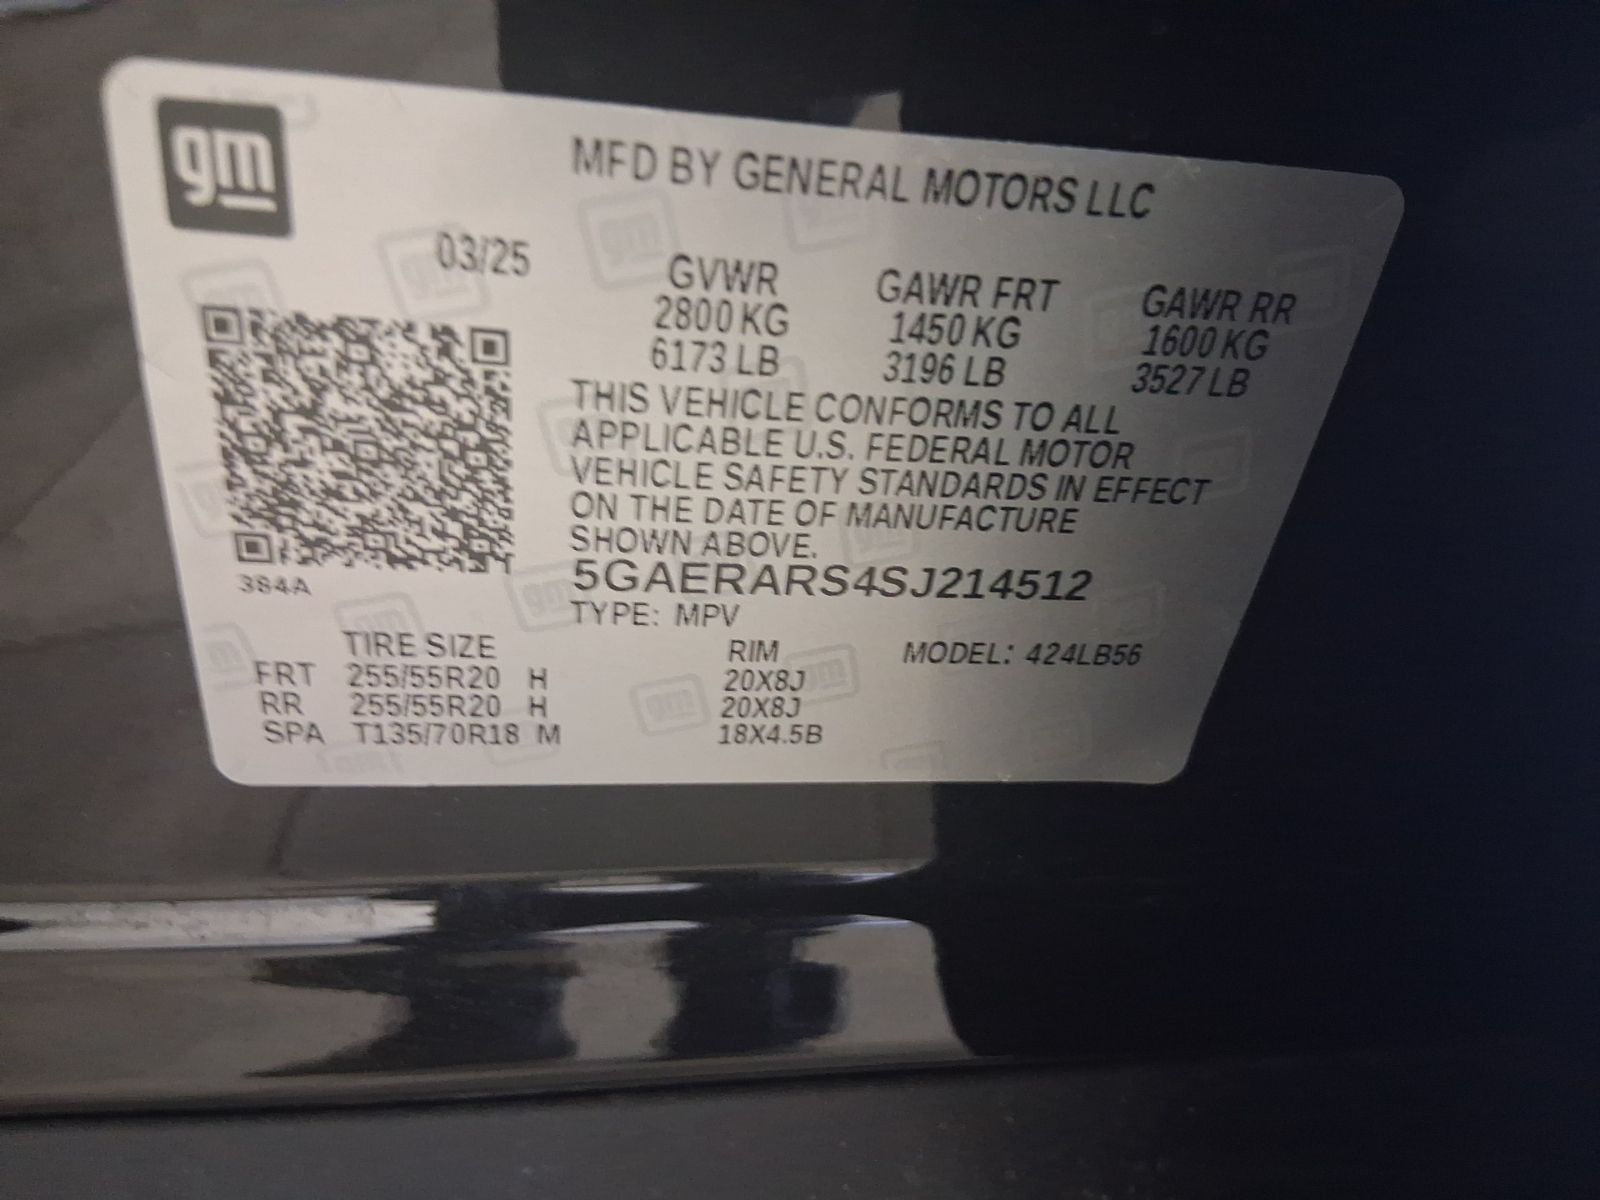 gm
MFD BY GENERAL MOTORS LLC
03/25
GVWR GAWR FRT GAWR RR
2800 KG 1450 KG 1600 KG
6173 LB 3196 LB 3527 LB
THIS VEHICLE CONFORMS TO ALL
APPLICABLE U.S. FEDERAL MOTOR
VEHICLE SAFETY STANDARDS IN EFFECT
ON THE DATE OF MANUFACTURE
SHOWN ABOVE.
384A
5GAERARS4SJ214512
TYPE: MPV
TIRE SIZE RIM MODEL: 424LB56
FRT 255/55R20 H 20X8J
RR 255/55R20 H 20X8J
SPA T135/70R18 M 18X4.5B